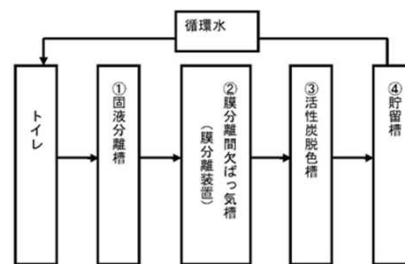 循環水
トイレ
①固液分離槽
②膜分離間欠ばっ気槽
（膜分離装置）
③活性炭脱色槽
④貯留槽